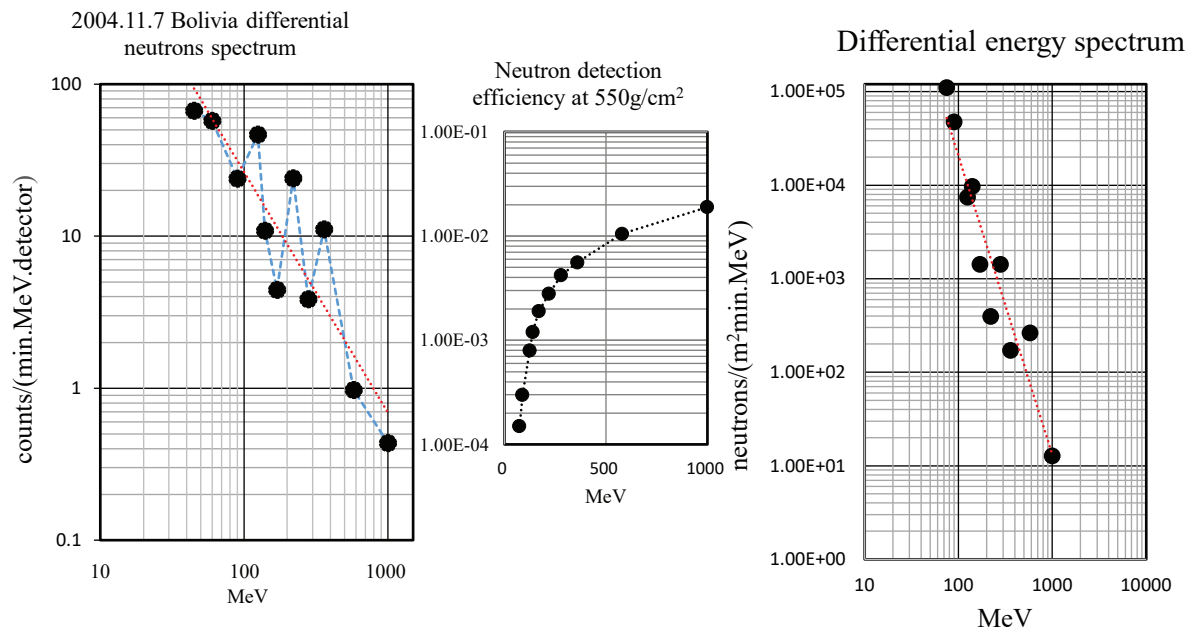 2004.11.7 Bolivia differential
neutrons spectrum
100
10
1
0.1
counts/(min.MeV.detector)
10
100
1000
MeV
Neutron detection
efficiency at 550g/cm²
1.00E-01
1.00E-02
1.00E-03
1.00E-04
0
500
1000
MeV
Differential energy spectrum
1.00E+05
1.00E+04
1.00E+03
1.00E+02
1.00E+01
1.00E+00
neutrons/(m²min.MeV)
10
100
1000
10000
MeV